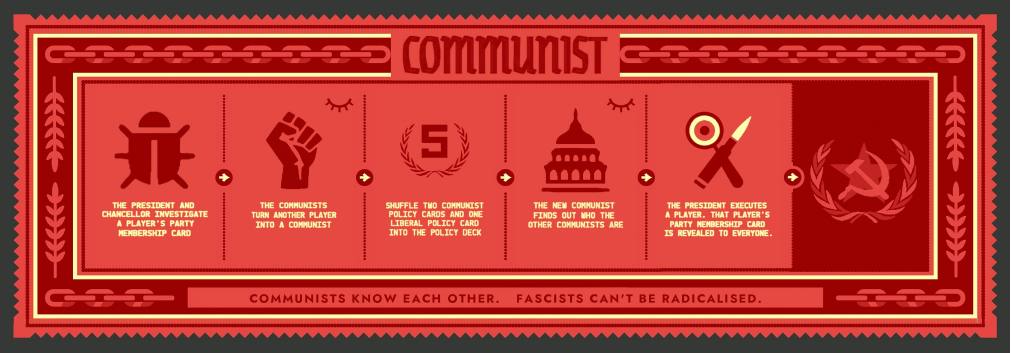 COMMUNIST
5
THE PRESIDENT AND
CHANCELLOR INVESTIGATE
A PLAYER'S PARTY
MEMBERSHIP CARD
THE COMMUNISTS
TURN ANOTHER PLAYER
INTO A COMMUNIST
SHUFFLE TWO COMMUNIST
POLICY CARDS AND ONE
LIBERAL POLICY CARD
INTO THE POLICY DECK
THE NEW COMMUNIST
FINDS OUT WHO THE
OTHER COMMUNISTS ARE
THE PRESIDENT EXECUTES
A PLAYER. THAT PLAYER'S
PARTY MEMBERSHIP CARD
IS REVEALED TO EVERYONE.
COMMUNISTS KNOW EACH OTHER. FASCISTS CAN'T BE RADICALISED.